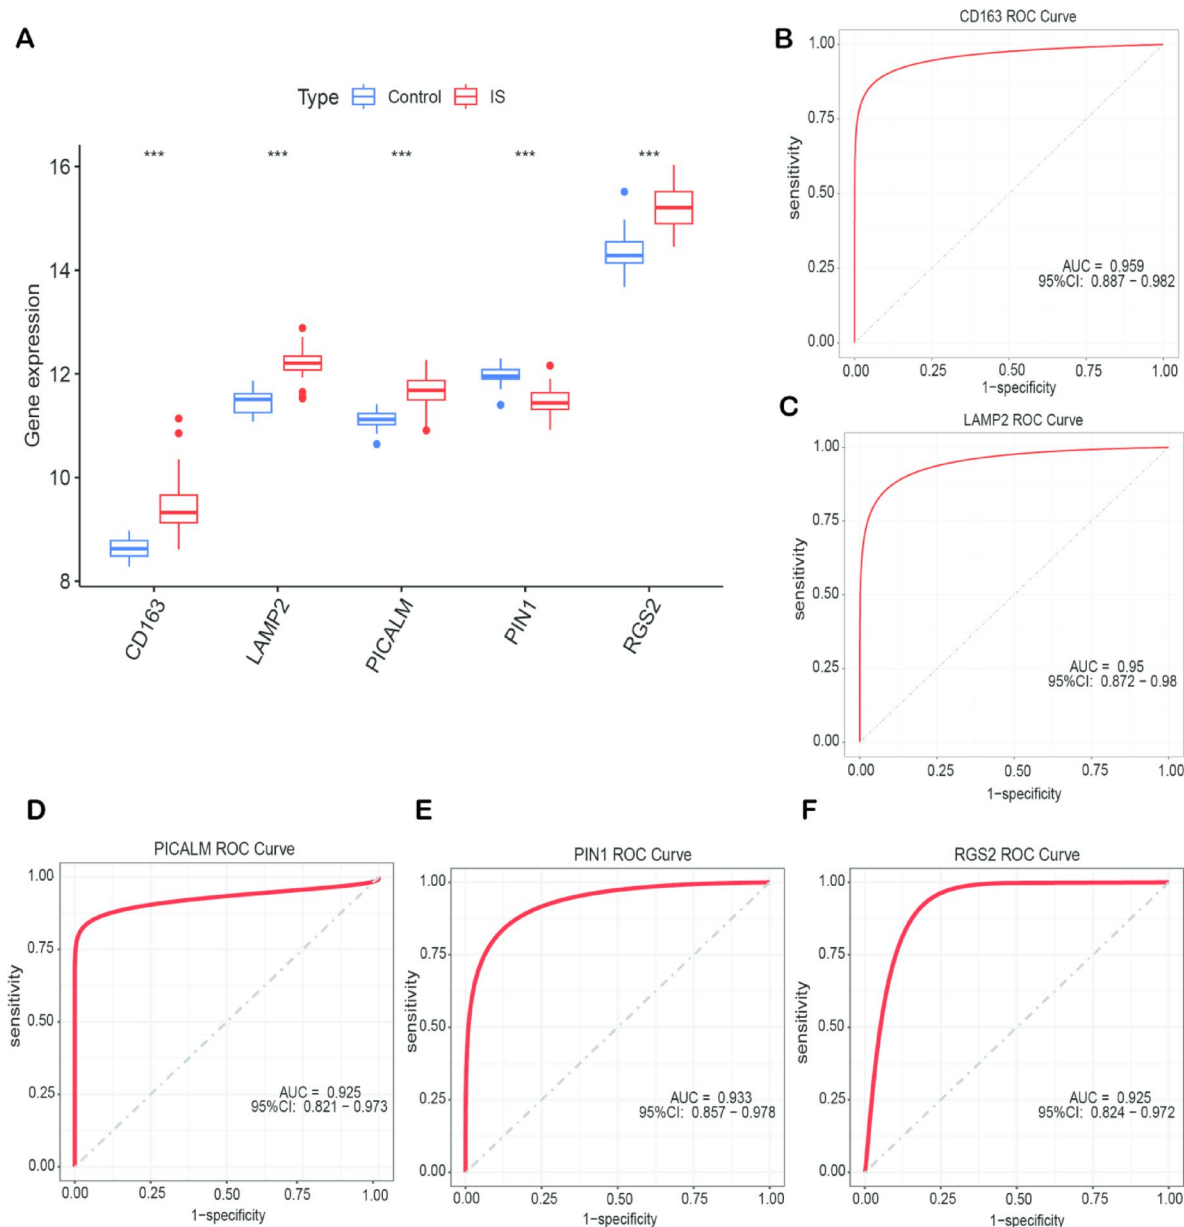 A
Type Control IS
*** *** *** *** ***
Gene expression
16
14
12
10
8
CD163 LAMP2 PICALM PIN1 RGS2
B
CD163 ROC Curve
sensitivity
1.00
0.75
0.50
0.25
0.00
AUC = 0.959
95%CI: 0.887 − 0.982
0.00 0.25 0.50 0.75 1.00
1−specificity
C
LAMP2 ROC Curve
sensitivity
1.00
0.75
0.50
0.25
0.00
AUC = 0.95
95%CI: 0.872 − 0.98
0.00 0.25 0.50 0.75 1.00
1−specificity
D
PICALM ROC Curve
sensitivity
1.00
0.75
0.50
0.25
0.00
AUC = 0.925
95%CI: 0.821 − 0.973
0.00 0.25 0.75 1.00
1−specificity
E
PIN1 ROC Curve
sensitivity
1.00
0.75
0.50
0.25
0.00
AUC = 0.933
95%CI: 0.857 − 0.978
0.00 0.25 0.50 0.75 1.00
1−specificity
F
RGS2 ROC Curve
sensitivity
1.00
0.75
0.50
0.25
0.00
AUC = 0.925
95%CI: 0.824 − 0.972
0.00 0.25 0.50 0.75 1.00
1−specificity